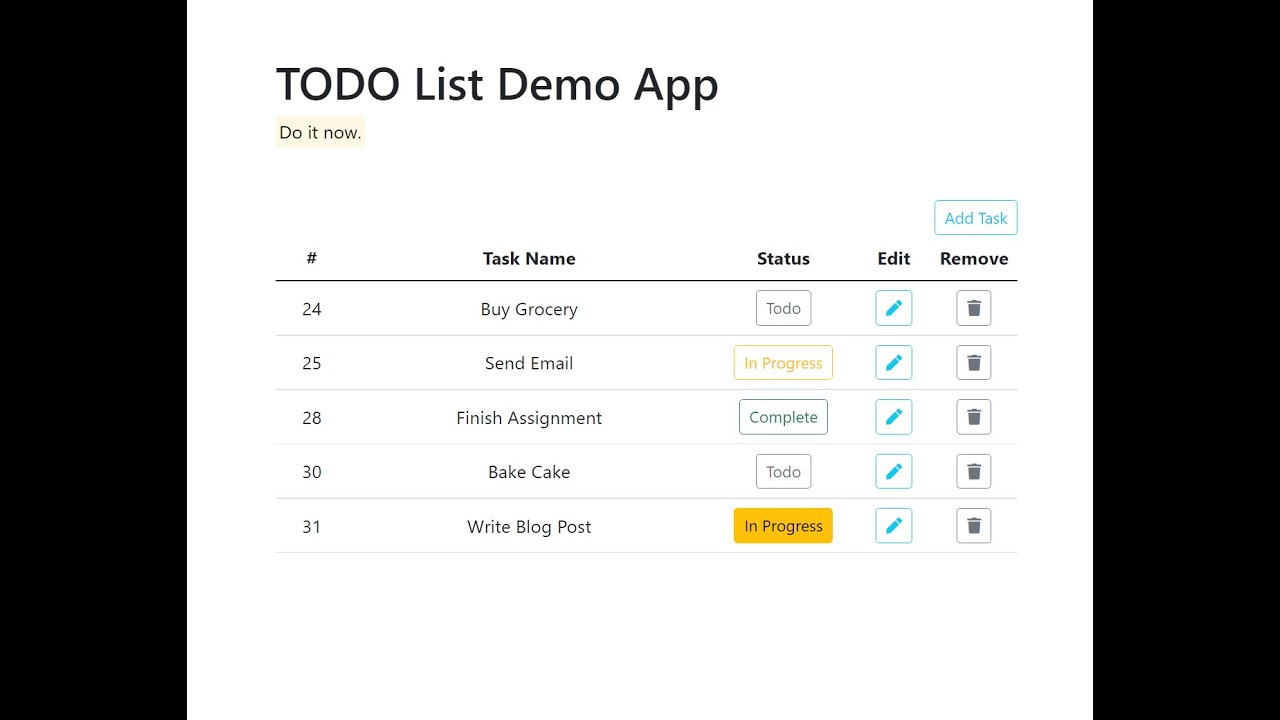 TODO List Demo App
Do it now.
Add Task
# Task Name Status Edit Remove
24 Buy Grocery Todo
25 Send Email In Progress
28 Finish Assignment Complete
30 Bake Cake Todo
31 Write Blog Post In Progress